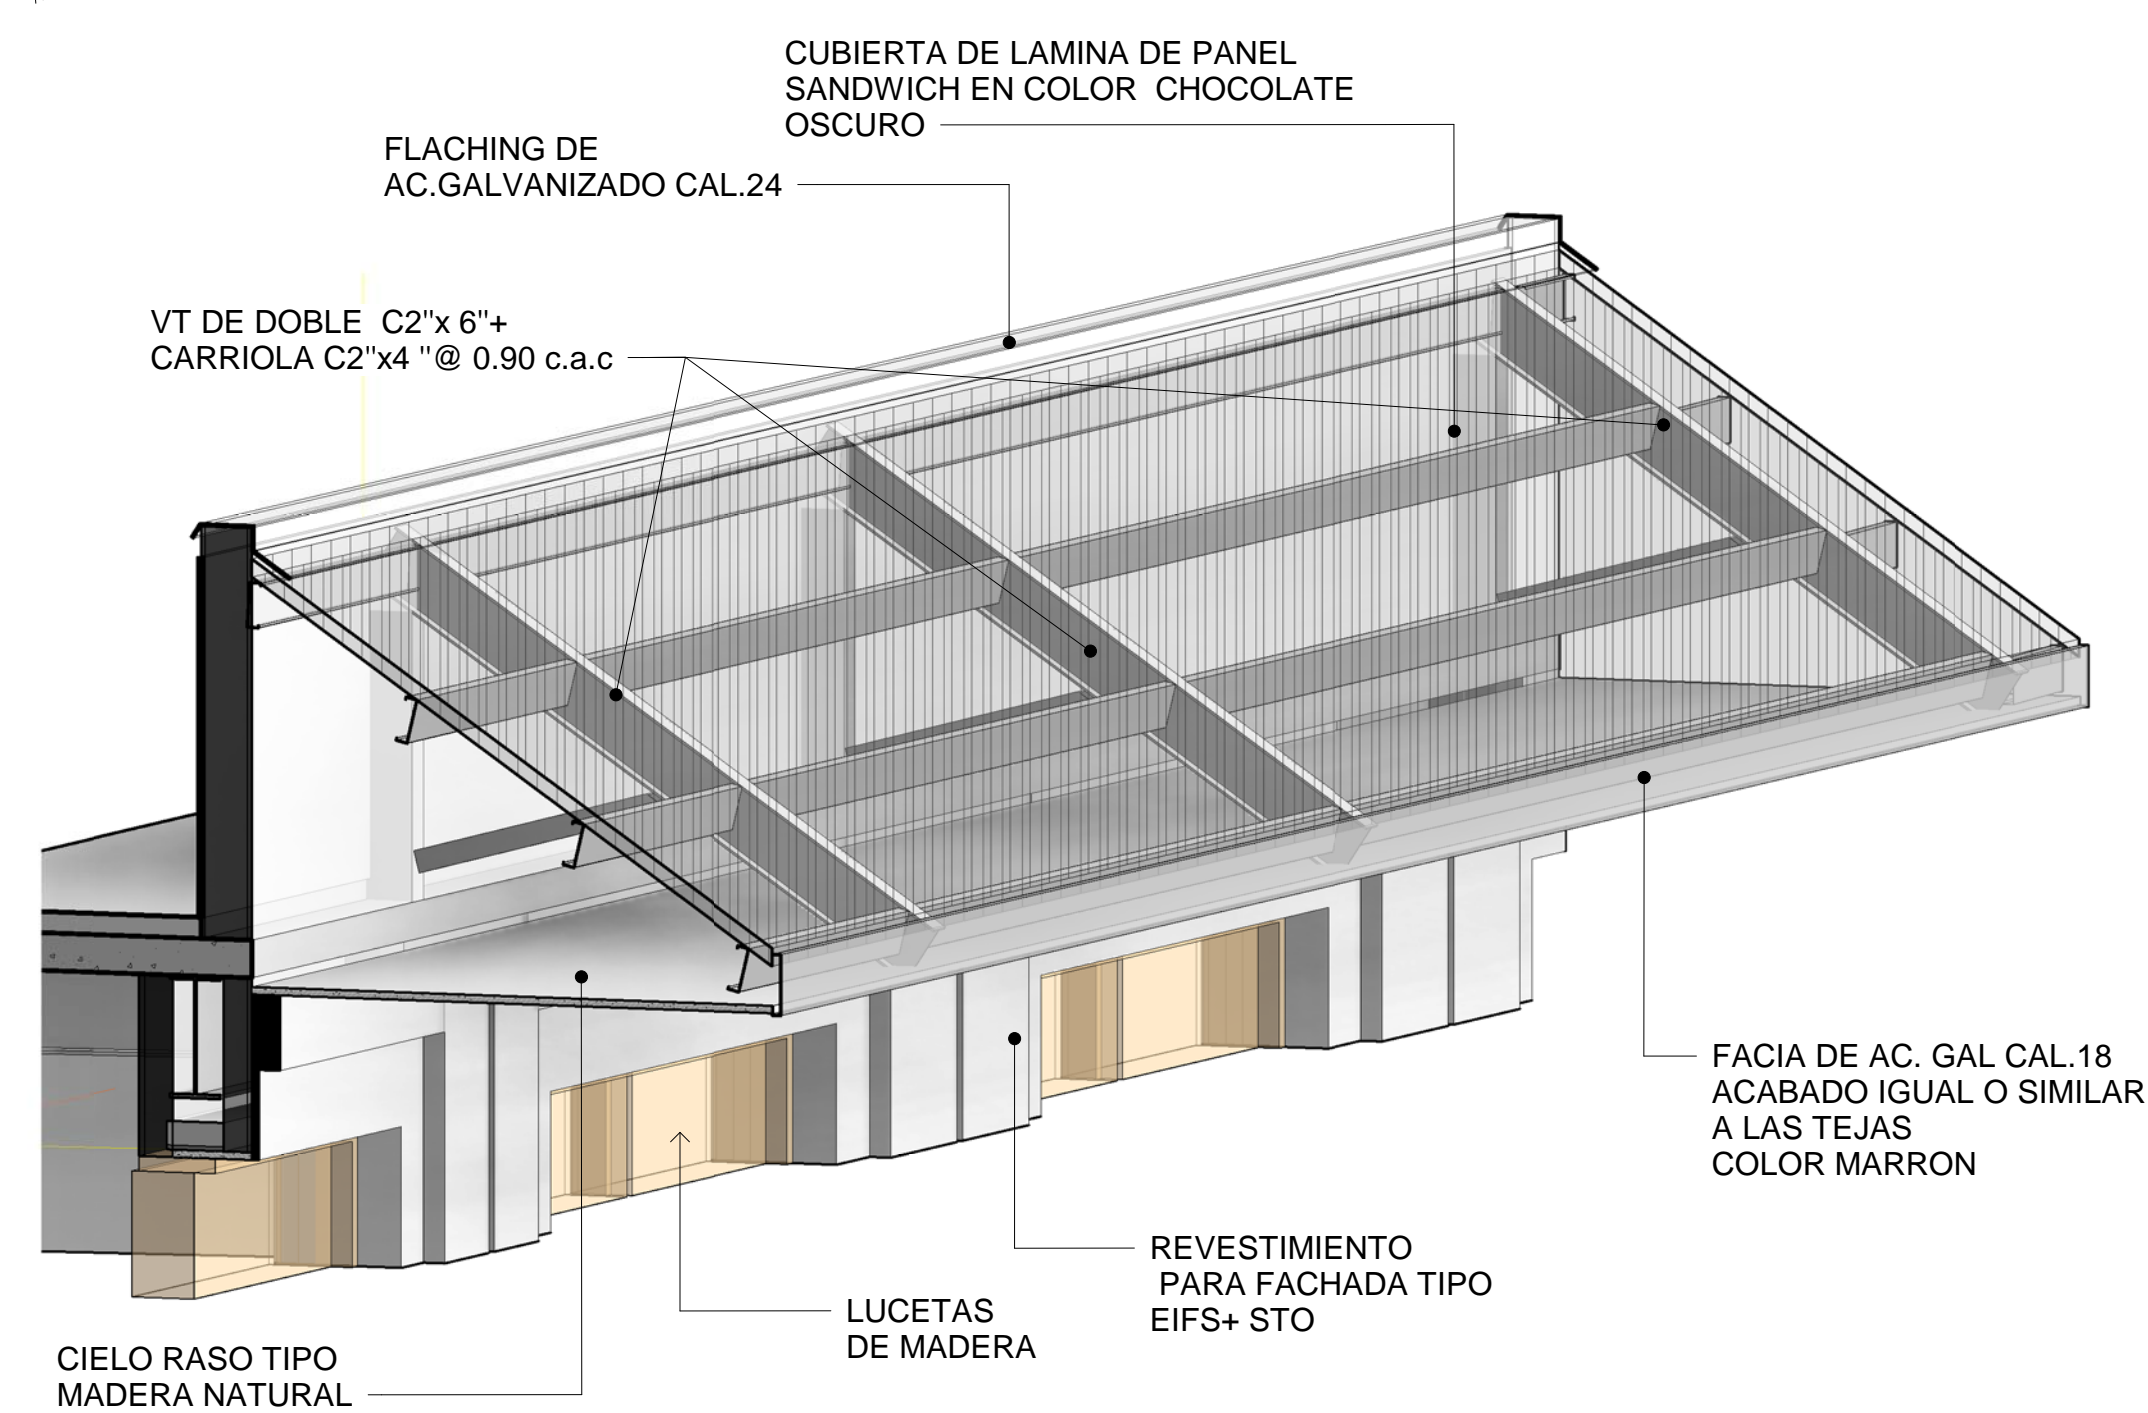 CUBIERTA DE LAMINA DE PANEL
SANDWICH EN COLOR CHOCOLATE
OSCURO
FLACHING DE
AC.GALVANIZADO CAL.24
VT DE DOBLE C2"x 6"+
CARRIOLA C2"x4 "@ 0.90 c.a.c
FACIA DE AC. GAL CAL.18
ACABADO IGUAL O SIMILAR
A LAS TEJAS
COLOR MARRON
REVESTIMIENTO
PARA FACHADA TIPO
EIFS+ STO
LUCETAS
DE MADERA
CIELO RASO TIPO
MADERA NATURAL